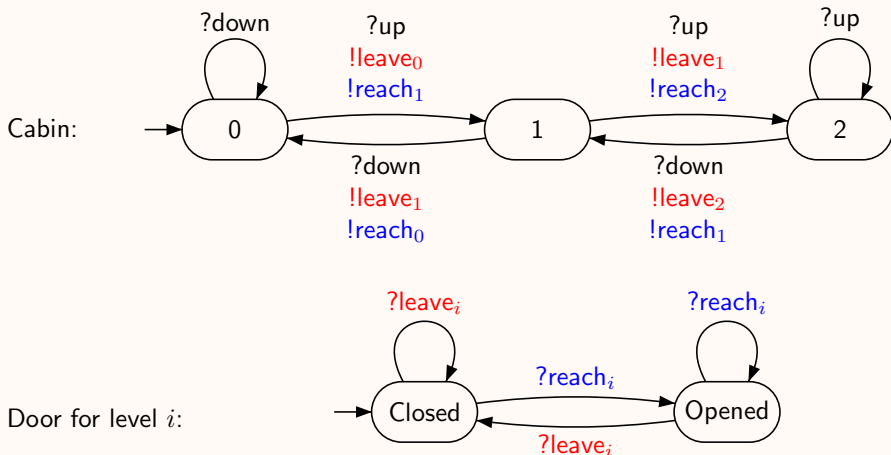 ?down ?up ?up ?up
!leave₀ !leave₁
!reach₁ !reach₂
Cabin: 0 1 2
?down ?down
!leave₁ !leave₂
!reach₀ !reach₁
?leaveᵢ ?reachᵢ
?reachᵢ
Door for level i: Closed Opened
?leaveᵢ